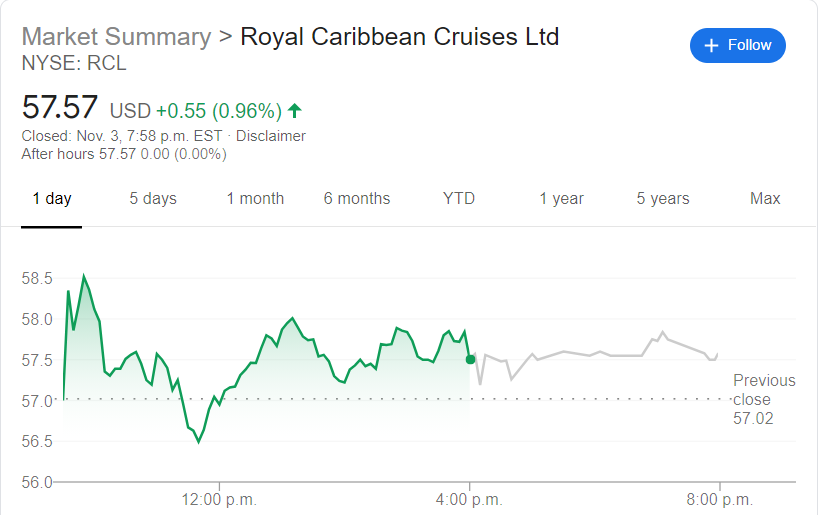 Market Summary > Royal Caribbean Cruises Ltd
NYSE: RCL
+ Follow
57.57 USD +0.55 (0.96%) ↑
Closed: Nov. 3, 7:58 p.m. EST · Disclaimer
After hours 57.57 0.00 (0.00%)
1 day 5 days 1 month 6 months YTD 1 year 5 years Max
58.5
58.0
57.5
57.0
56.5
56.0
Previous
close
57.02
12:00 p.m. 4:00 p.m. 8:00 p.m.